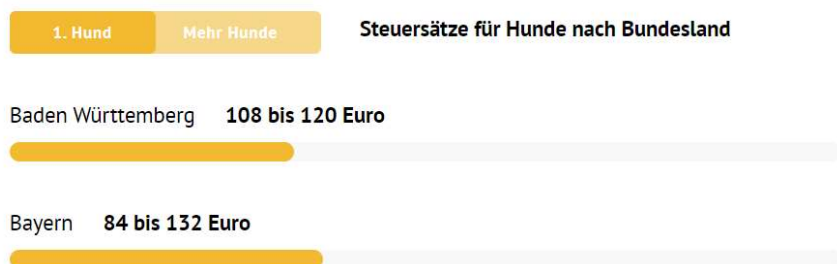 1. Hund Mehr Hunde Steuersätze für Hunde nach Bundesland
Baden Württemberg 108 bis 120 Euro
Bayern 84 bis 132 Euro